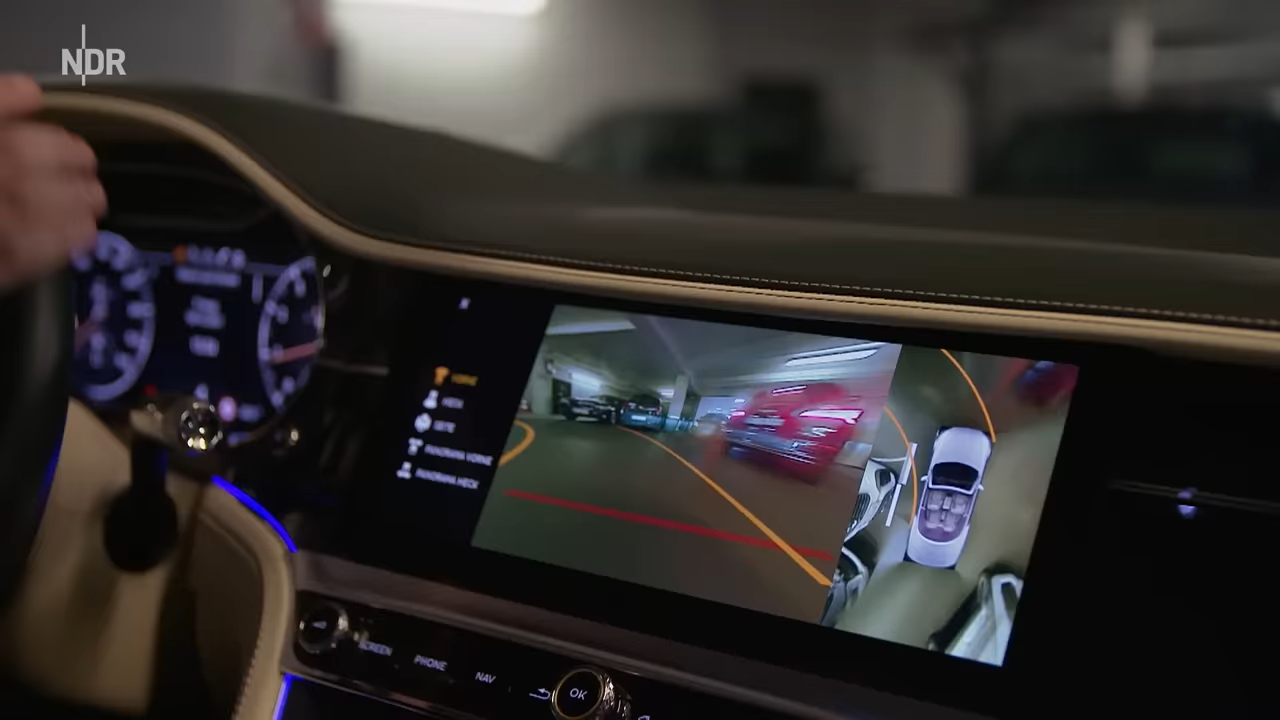 NDR
VORNE
HECK
SEITE
PANORAMA VORNE
PANORAMA HECK
SCREEN
PHONE
NAV
OK